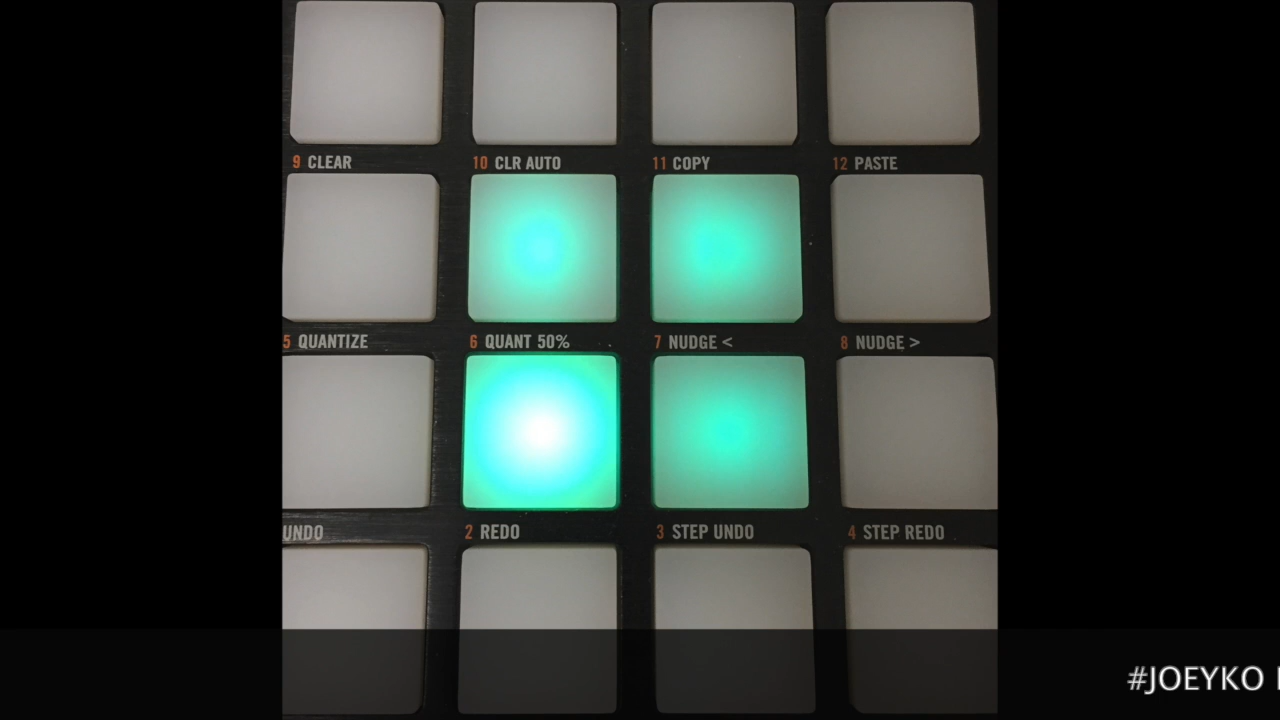 9 CLEAR 10 CLR AUTO 11 COPY 12 PASTE
5 QUANTIZE 6 QUANT 50% 7 NUDGE < 8 NUDGE >
UNDO 2 REDO 3 STEP UNDO 4 STEP REDO
#JOEYKO